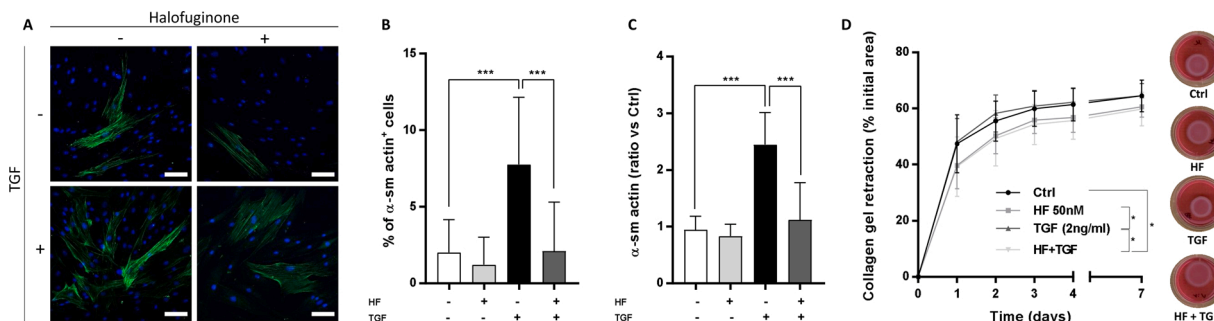 A
Halofuginone
-
+
TGF
-
+
B
% of α-sm actin⁺ cells
15
10
5
0
***
***
HF - + - +
TGF - - + +
C
α-sm actin (ratio vs Ctrl)
4
3
2
1
0
***
***
HF - + - +
TGF - - + +
D
Collagen gel retraction (% initial area)
80
60
40
20
0
0 1 2 3 4 7
Time (days)
Ctrl
HF 50nM
TGF (2ng/ml)
HF+TGF
*
*
*
Ctrl
HF
TGF
HF + TG